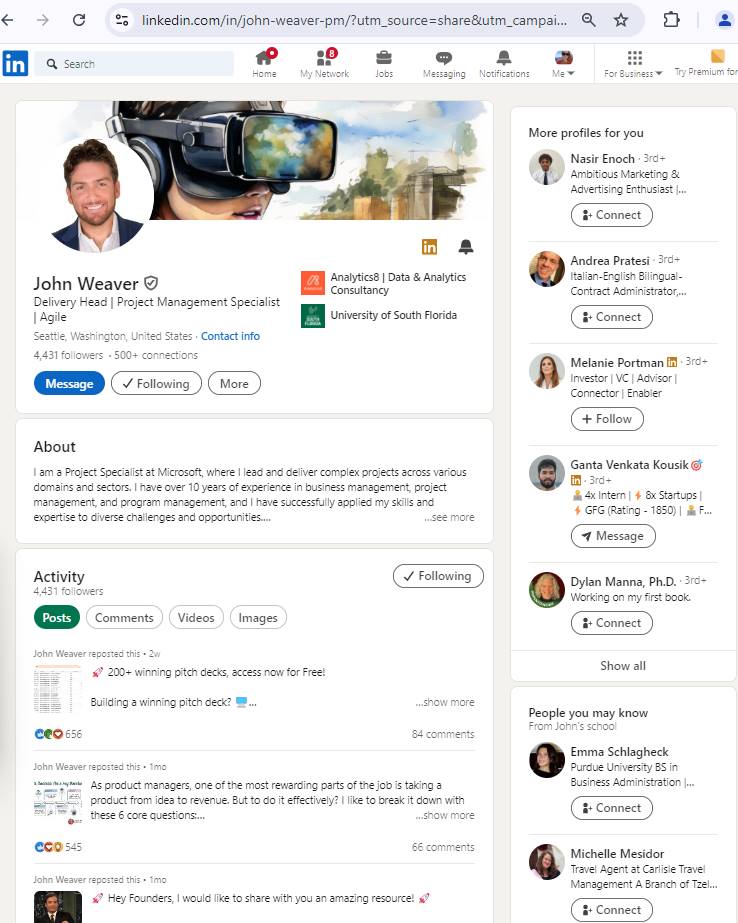 linkedin.com/in/john-weaver-pm/?utm_source=share&utm_campai...
in
Search
Home
8
My Network
Jobs
Messaging
Notifications
Me
For Business
Try Premium for
John Weaver
Delivery Head | Project Management Specialist
| Agile
Seattle, Washington, United States · Contact info
4,431 followers · 500+ connections
Message
Following
More
in
Analytics8 | Data & Analytics
Consultancy
University of South Florida
About
I am a Project Specialist at Microsoft, where I lead and deliver complex projects across various
domains and sectors. I have over 10 years of experience in business management, project
management, and program management, and I have successfully applied my skills and
expertise to diverse challenges and opportunities....
...see more
Activity
4,431 followers
Following
Posts
Comments
Videos
Images
John Weaver reposted this • 2w
🚀 200+ winning pitch decks, access now for Free!
Building a winning pitch deck? 🖥️...
...show more
656
84 comments
John Weaver reposted this • 1mo
As product managers, one of the most rewarding parts of the job is taking a
product from idea to revenue. But to do it effectively? I like to break it down with
these 6 core questions:...
...show more
545
66 comments
John Weaver reposted this • 1mo
🚀 Hey Founders, I would like to share with you an amazing resource! 🚀
More profiles for you
Nasir Enoch · 3rd+
Ambitious Marketing &
Advertising Enthusiast |...
Connect
Andrea Pratesi · 3rd+
Italian-English Bilingual-
Contract Administrator,...
Connect
Melanie Portman in · 3rd+
Investor | VC | Advisor |
Connector | Enabler
Follow
Ganta Venkata Kousik 🎯
in · 3rd+
🧑‍💻 4x Intern | ⚡ 8x Startups |
⚡ GFG (Rating - 1850) | 🧑‍💻 F...
Message
Dylan Manna, Ph.D. · 3rd+
Working on my first book.
Connect
Show all
People you may know
From John's school
Emma Schlagheck
Purdue University BS in
Business Administration |...
Connect
Michelle Mesidor
Travel Agent at Carlisle Travel
Management A Branch of Tzel...
Connect